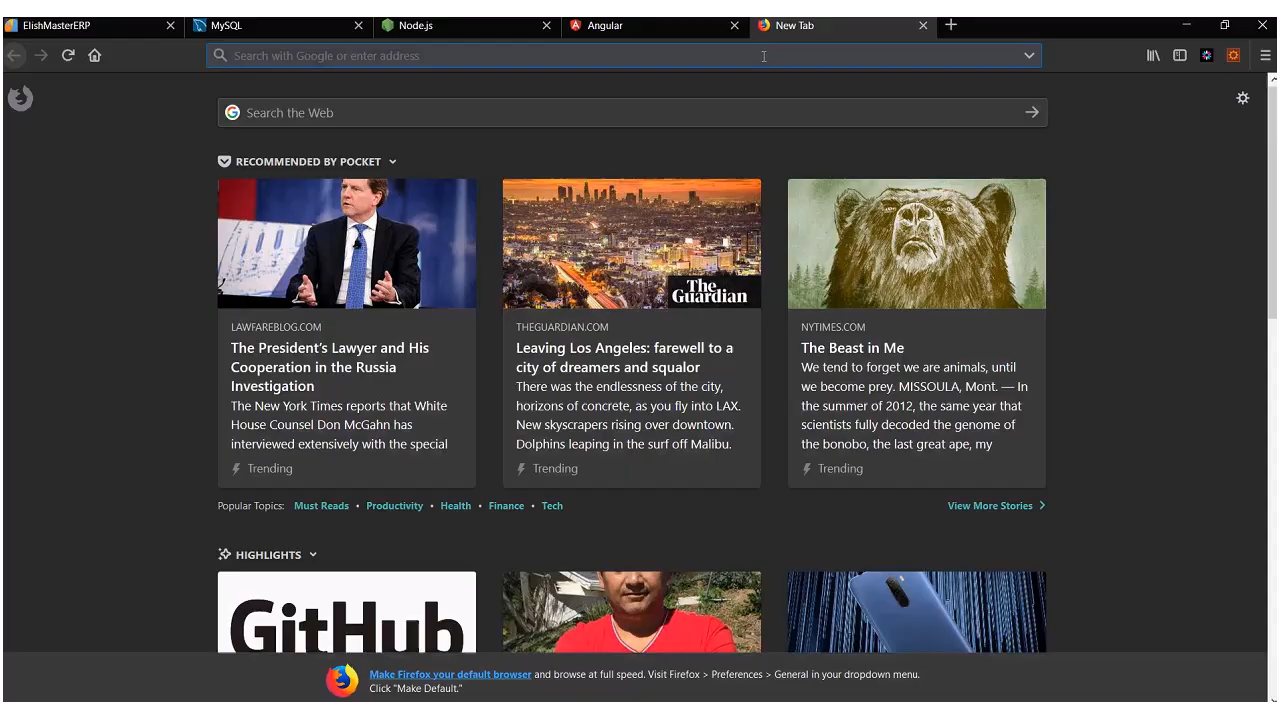 ElishMasterERP
MySQL
Node.js
Angular
New Tab
Search with Google or enter address
Search the Web
RECOMMENDED BY POCKET
The
Guardian
LAWFAREBLOG.COM
The President's Lawyer and His
Cooperation in the Russia
Investigation
The New York Times reports that White
House Counsel Don McGahn has
interviewed extensively with the special
Trending
THEGUARDIAN.COM
Leaving Los Angeles: farewell to a
city of dreamers and squalor
There was the endlessness of the city,
horizons of concrete, as you fly into LAX.
New skyscrapers rising over downtown.
Dolphins leaping in the surf off Malibu.
Trending
NYTIMES.COM
The Beast in Me
We tend to forget we are animals, until
we become prey. MISSOULA, Mont. — In
the summer of 2012, the same year that
scientists fully decoded the genome of
the bonobo, the last great ape, my
Trending
Popular Topics: Must Reads • Productivity • Health • Finance • Tech
View More Stories
HIGHLIGHTS
GitHub
Make Firefox your default browser and browse at full speed. Visit Firefox > Preferences > General in your dropdown menu.
Click "Make Default."